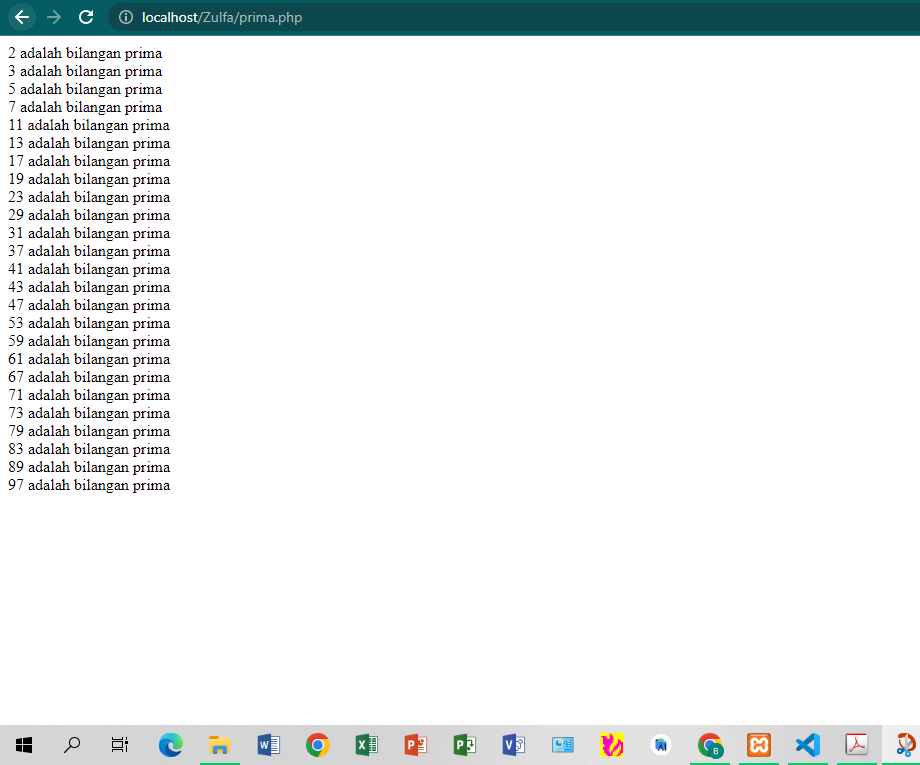 localhost/Zulfa/prima.php
2 adalah bilangan prima
3 adalah bilangan prima
5 adalah bilangan prima
7 adalah bilangan prima
11 adalah bilangan prima
13 adalah bilangan prima
17 adalah bilangan prima
19 adalah bilangan prima
23 adalah bilangan prima
29 adalah bilangan prima
31 adalah bilangan prima
37 adalah bilangan prima
41 adalah bilangan prima
43 adalah bilangan prima
47 adalah bilangan prima
53 adalah bilangan prima
59 adalah bilangan prima
61 adalah bilangan prima
67 adalah bilangan prima
71 adalah bilangan prima
73 adalah bilangan prima
79 adalah bilangan prima
83 adalah bilangan prima
89 adalah bilangan prima
97 adalah bilangan prima